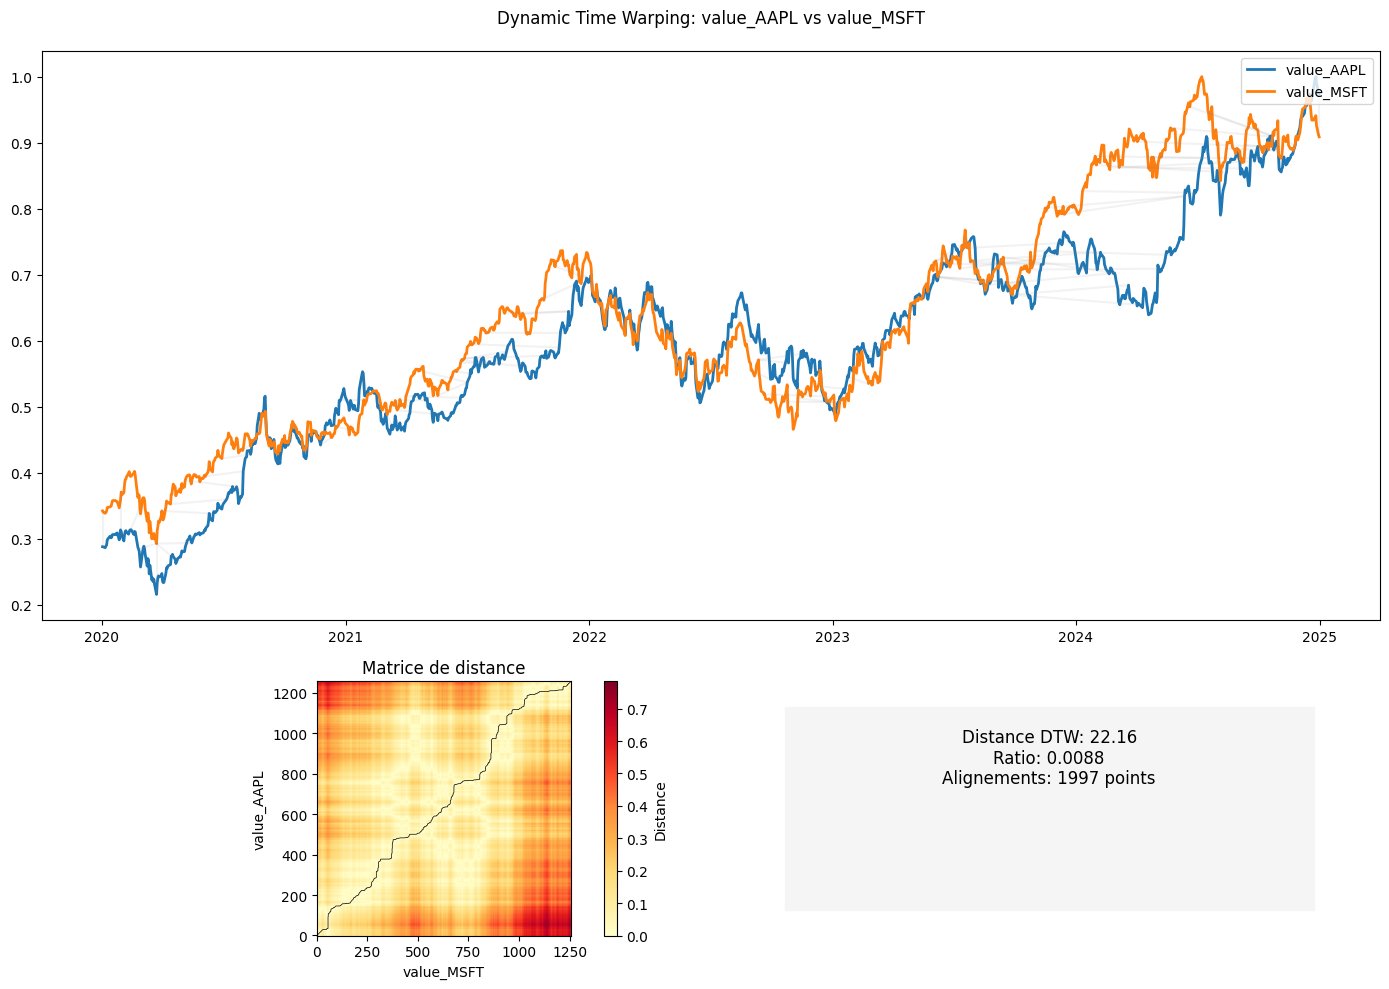 Dynamic Time Warping: value_AAPL vs value_MSFT
value_AAPL
value_MSFT
1.0
0.9
0.8
0.7
0.6
0.5
0.4
0.3
0.2
2020 2021 2022 2023 2024 2025
Matrice de distance
value_AAPL
1200
1000
800
600
400
200
0
0 250 500 750 1000 1250
value_MSFT
0.7
0.6
0.5
0.4
0.3
0.2
0.1
0.0
Distance
Distance DTW: 22.16
Ratio: 0.0088
Alignements: 1997 points